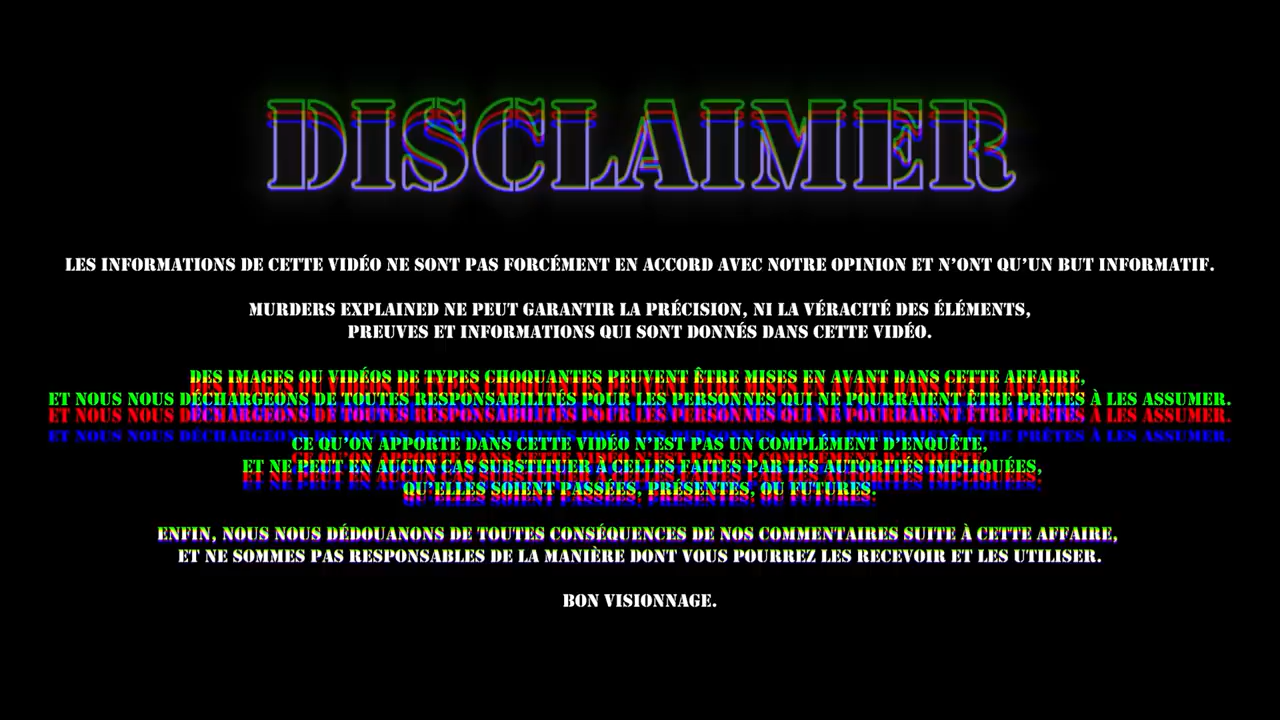 DISCLAIMER
LES INFORMATIONS DE CETTE VIDÉO NE SONT PAS FORCÉMENT EN ACCORD AVEC NOTRE OPINION ET N'ONT QU'UN BUT INFORMATIF.
MURDERS EXPLAINED NE PEUT GARANTIR LA PRÉCISION, NI LA VÉRACITÉ DES ÉLÉMENTS,
PREUVES ET INFORMATIONS QUI SONT DONNÉS DANS CETTE VIDÉO.
DES IMAGES OU VIDÉOS DE TYPES CHOQUANTES PEUVENT ÊTRE MISES EN AVANT DANS CETTE AFFAIRE,
ET NOUS NOUS DÉCHARGEONS DE TOUTES RESPONSABILITÉS POUR LES PERSONNES QUI NE POURRAIENT ÊTRE PRÊTES À LES ASSUMER.
CE QU'ON APPORTE DANS CETTE VIDÉO N'EST PAS UN COMPLÉMENT D'ENQUÊTE,
ET NE PEUT EN AUCUN CAS SUBSTITUER À CELLES FAITES PAR LES AUTORITÉS IMPLIQUÉES,
QU'ELLES SOIENT PASSÉES, PRÉSENTES, OU FUTURES.
ENFIN, NOUS NOUS DÉDOUANONS DE TOUTES CONSÉQUENCES DE NOS COMMENTAIRES SUITE À CETTE AFFAIRE,
ET NE SOMMES PAS RESPONSABLES DE LA MANIÈRE DONT VOUS POURREZ LES RECEVOIR ET LES UTILISER.
BON VISIONNAGE.